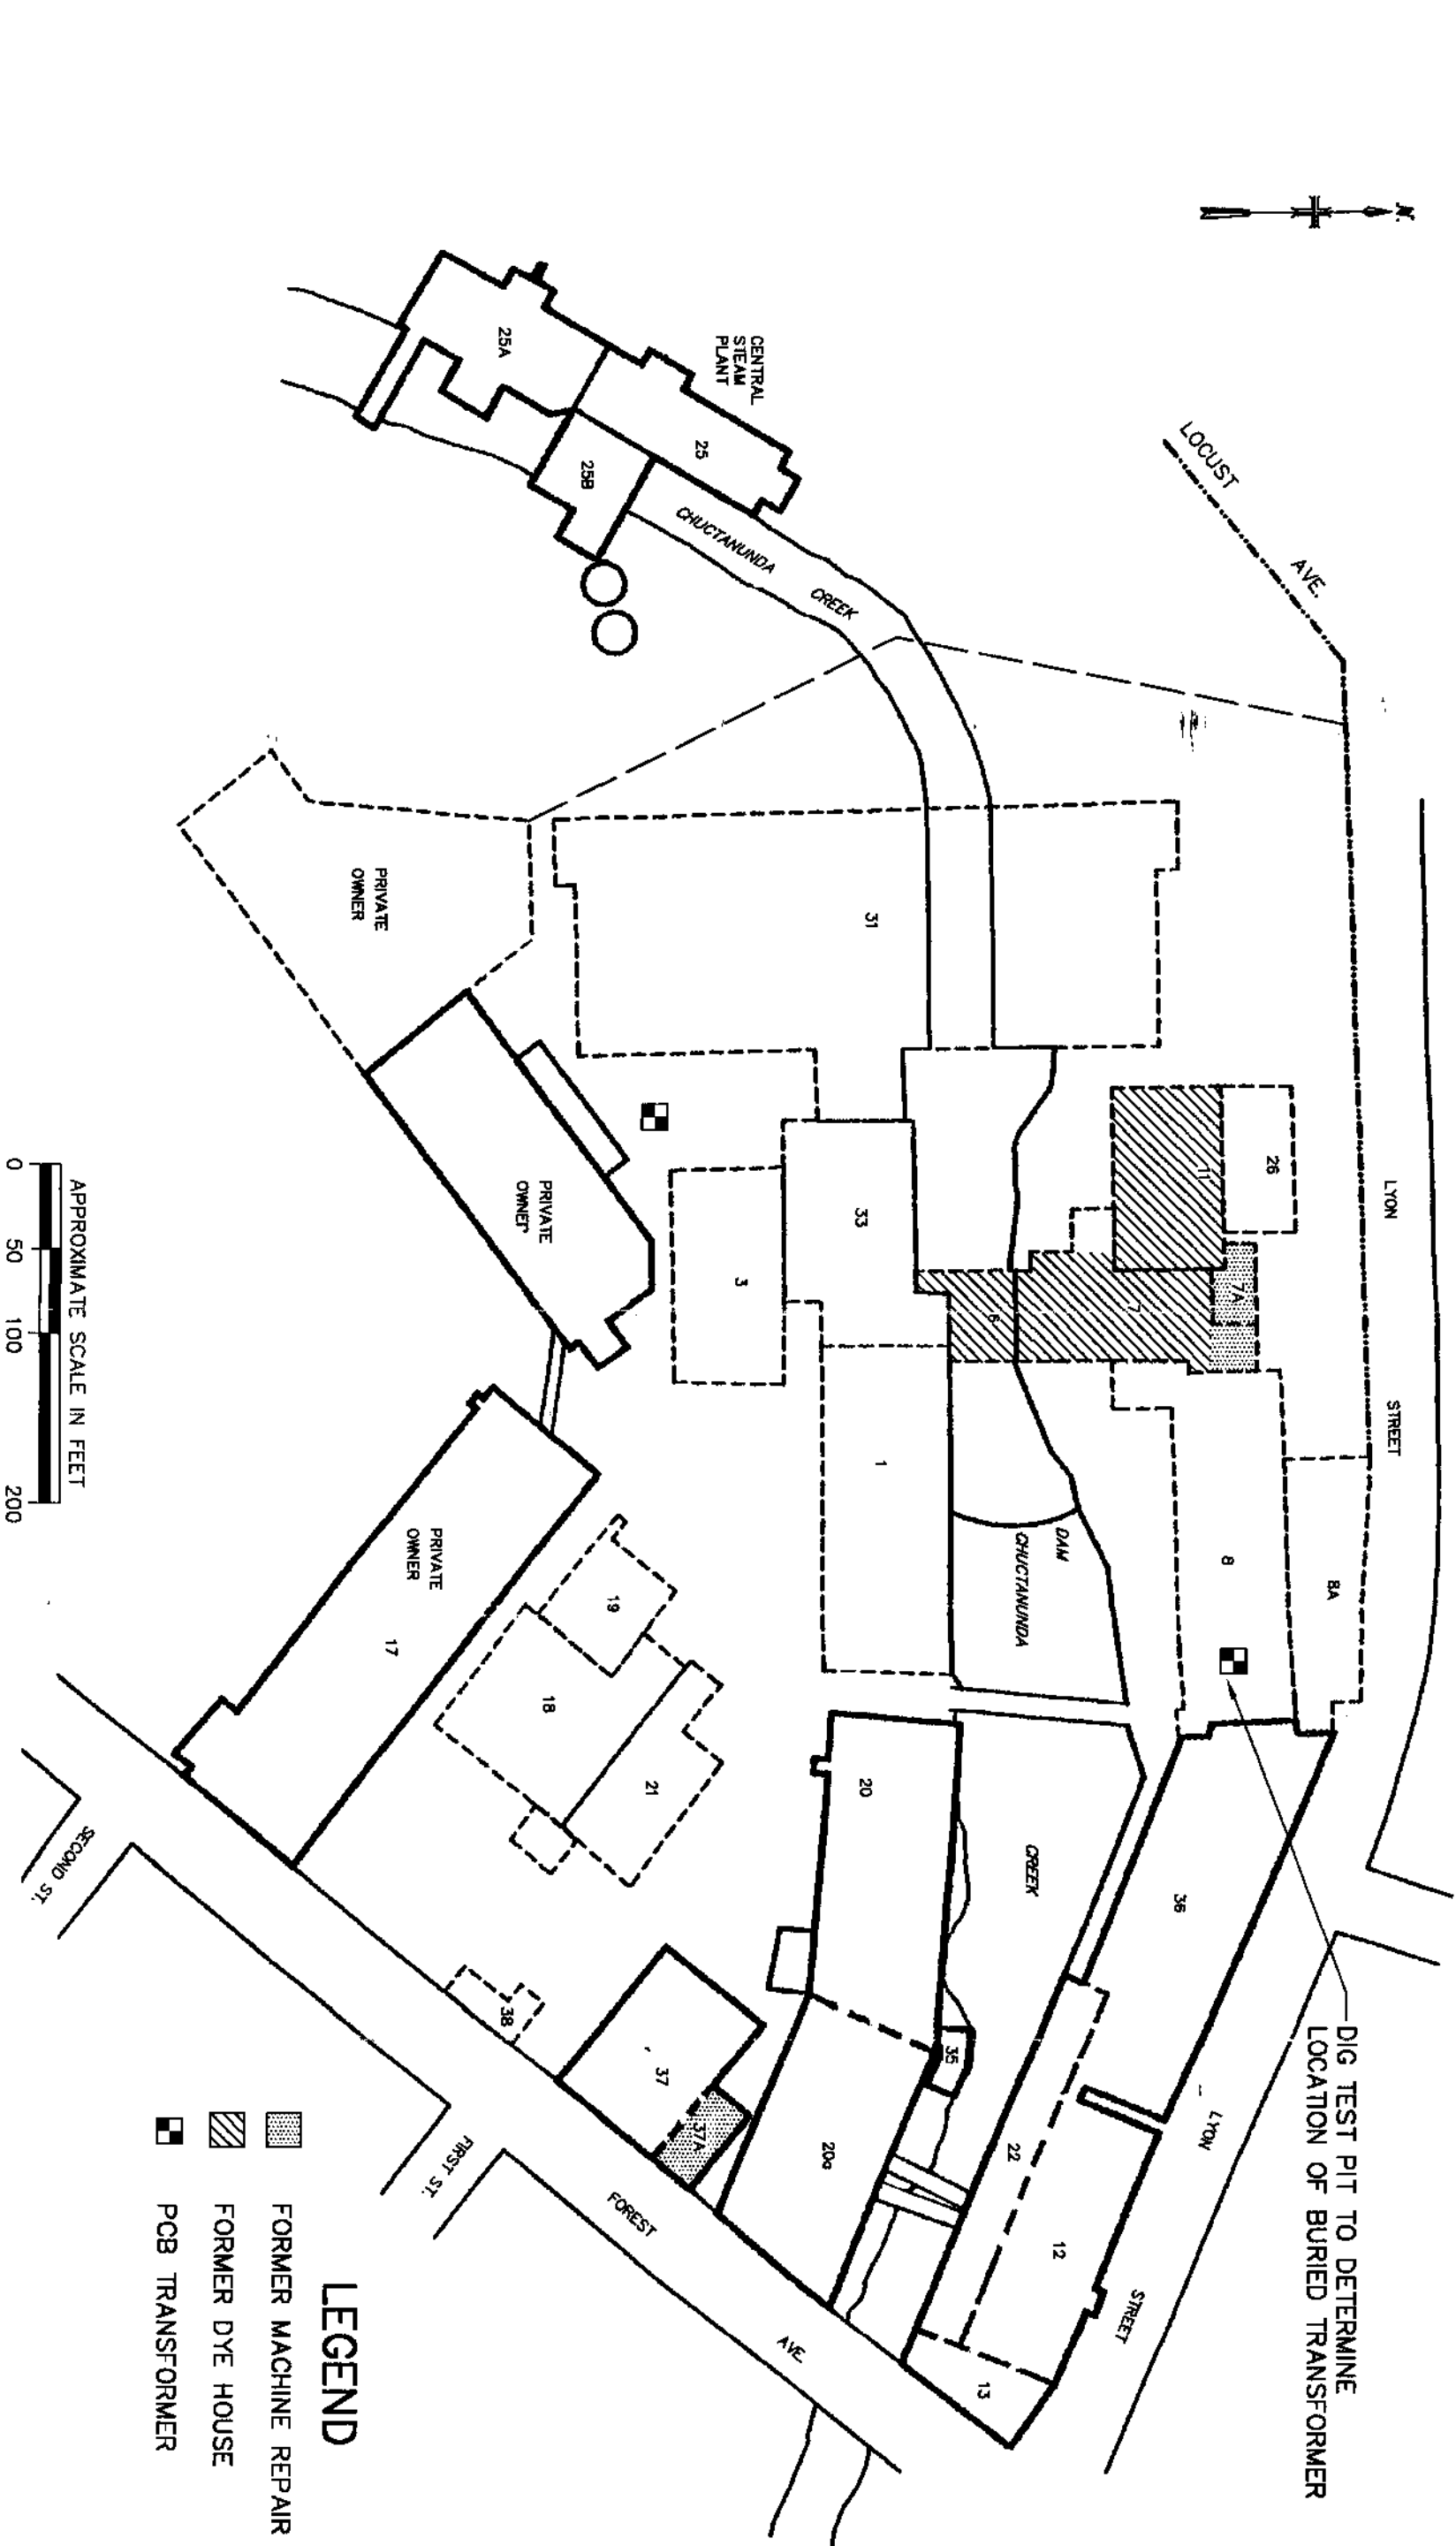 N.
LOCUST
AVE.
LYON
STREET
DIG TEST PIT TO DETERMINE
LOCATION OF BURIED TRANSFORMER
CENTRAL
STEAM
PLANT
25A
25
25B
CHUCTANUNDA
CREEK
26
11
7A
7
6
8A
8
31
33
3
1
DAM
CHUCTANUNDA
CREEK
36
LYON
STREET
22
12
13
20
35
20a
PRIVATE
OWNER
PRIVATE
OWNER
PRIVATE
OWNER
17
19
18
21
38
37
37A
FOREST
AVE.
SECOND ST.
FIRST ST.
APPROXIMATE SCALE IN FEET
0
50
100
200
LEGEND
FORMER MACHINE REPAIR
FORMER DYE HOUSE
PCB TRANSFORMER